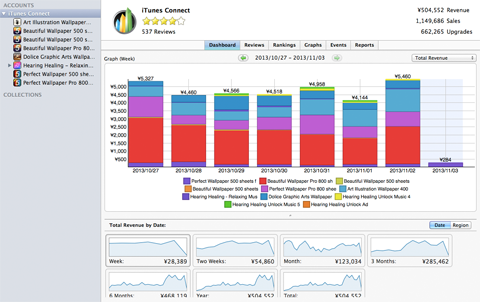 ACCOUNTS
iTunes Connect
Art Illustration Wallpaper...
Beautiful Wallpaper 500 s...
Beautiful Wallpaper 500 s...
Beautiful Wallpaper Pro 80...
Dolice Graphic Arts Wallpa...
Hearing Healing - Relaxin...
Perfect Wallpaper 500 she...
Perfect Wallpaper Pro 800...
COLLECTIONS
iTunes Connect
537 Reviews
¥504,552 Revenue
1,149,686 Sales
662,265 Upgrades
Dashboard Reviews Rankings Graphs Events Reports
Graph (Week) 2013/10/27 – 2013/11/03 Total Revenue
¥5,327 ¥4,460 ¥4,566 ¥4,518 ¥4,958 ¥4,144 ¥5,460 ¥284
¥5,000
¥4,500
¥4,000
¥3,500
¥3,000
¥2,500
¥2,000
¥1,500
¥1,000
¥500
2013/10/27 2013/10/28 2013/10/29 2013/10/30 2013/10/31 2013/11/01 2013/11/02 2013/11/03
Perfect Wallpaper 500 sheets f Beautiful Wallpaper Pro 800 sh Beautiful Wallpaper 500 sheets
Beautiful Wallpaper 500 sheets Perfect Wallpaper Pro 800 shee Art Illustration Wallpaper 400
Hearing Healing - Relaxing Mus Dolice Graphic Arts Wallpaper Hearing Healing Unlock Music 4
Hearing Healing Unlock Music 5 Hearing Healing Unlock Ad
Total Revenue by Date: Date Region
Week: ¥28,389 Two Weeks: ¥54,860 Month: ¥123,034 3 Months: ¥285,462
6 Months: ¥468,119 Year: ¥504,552 Total: ¥504,552